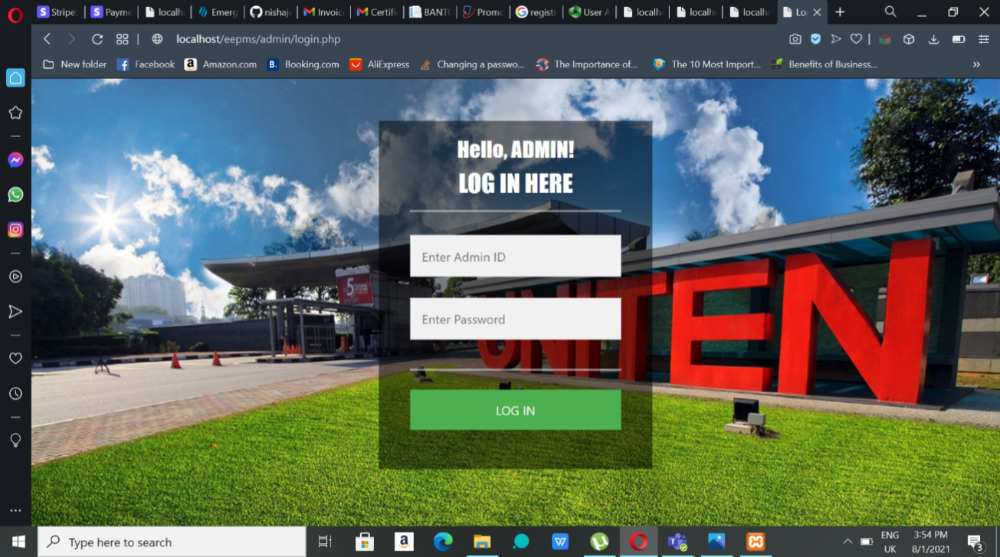 Stripe:
Payme
localh
Emerg
nishaj
Invoic
Certifi
BANTU
Promo
G registr
User A
localh
localh
localh
Lo
localhost/eepms/admin/login.php
New folder
Facebook
a Amazon.com
B. Booking.com
AliExpress
Changing a passwo...
The Importance of...
The 10 Most Import...
Benefits of Business...
»
Hello, ADMIN!
LOG IN HERE
Enter Admin ID
Enter Password
LOG IN
5
UNITEN
Type here to search
ENG
UK
3:54 PM
8/1/2021
3